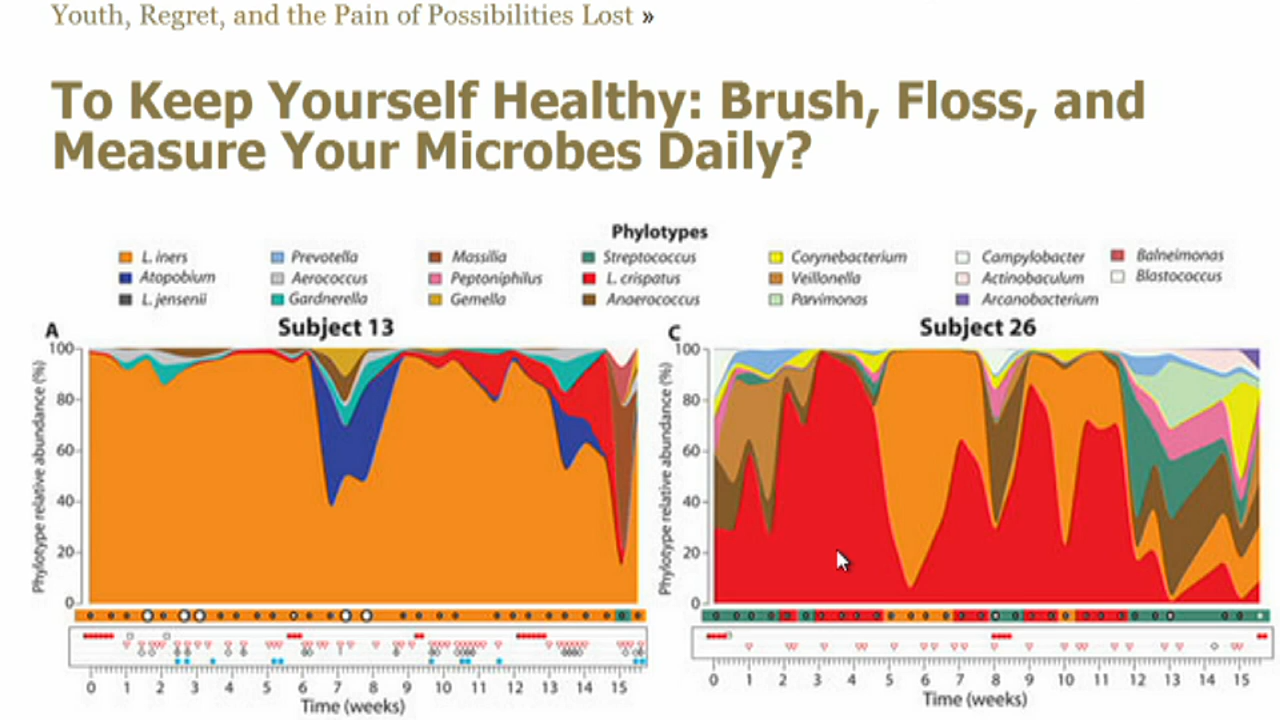 Youth, Regret, and the Pain of Possibilities Lost »
To Keep Yourself Healthy: Brush, Floss, and
Measure Your Microbes Daily?
Phylotypes
L. iners
Prevotella
Massilia
Streptococcus
Corynebacterium
Campylobacter
Balneimonas
Atopobium
Aerococcus
Peptoniphilus
L. crispatus
Veillonella
Actinobaculum
Blastococcus
L. jensenii
Gardnerella
Gemella
Anaerococcus
Parvimonas
Arcanobacterium
A
Subject 13
Phylotype relative abundance (%)
100
80
60
40
20
0
0 1 2 3 4 5 6 7 8 9 10 11 12 13 14 15
Time (weeks)
C
Subject 26
Phylotype relative abundance (%)
100
80
60
40
20
0
0 1 2 3 4 5 6 7 8 9 10 11 12 13 14 15
Time (weeks)